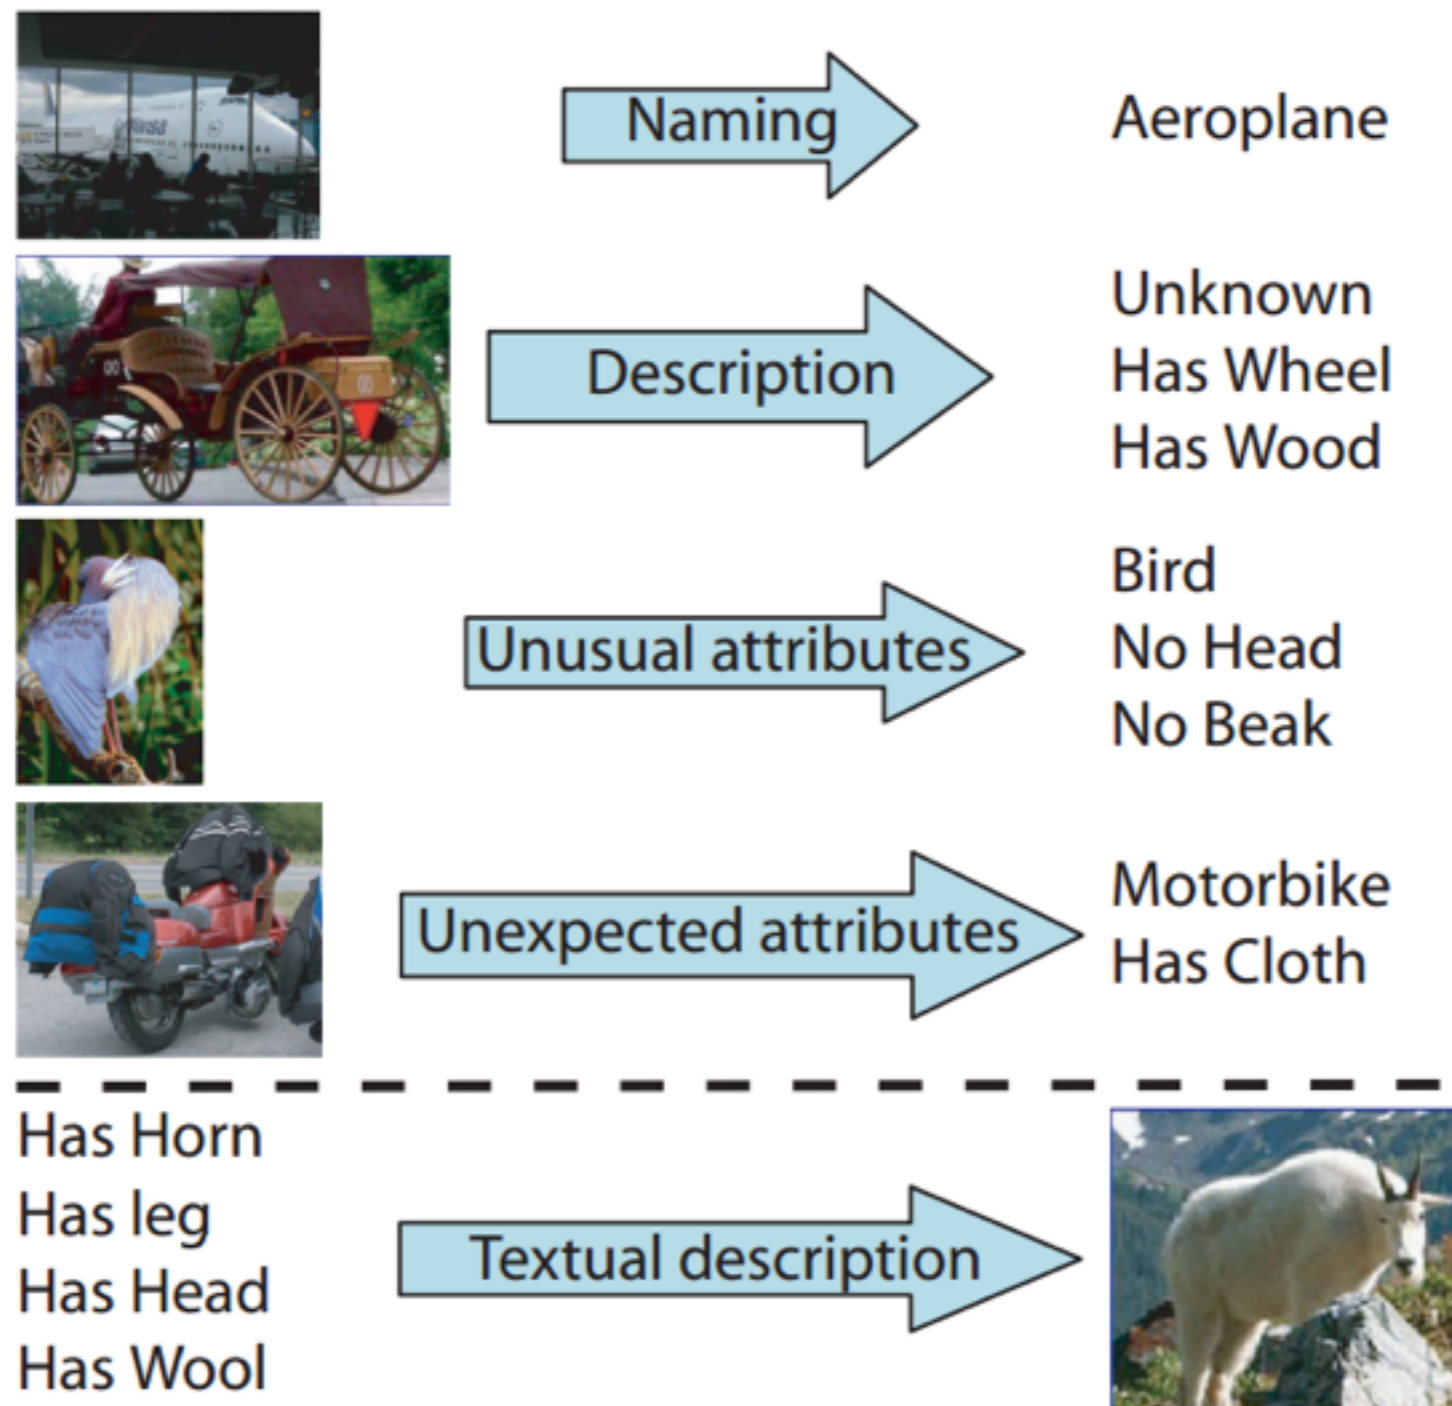 Naming
Aeroplane
Description
Unknown
Has Wheel
Has Wood
Unusual attributes
Bird
No Head
No Beak
Unexpected attributes
Motorbike
Has Cloth
Has Horn
Has leg
Has Head
Has Wool
Textual description